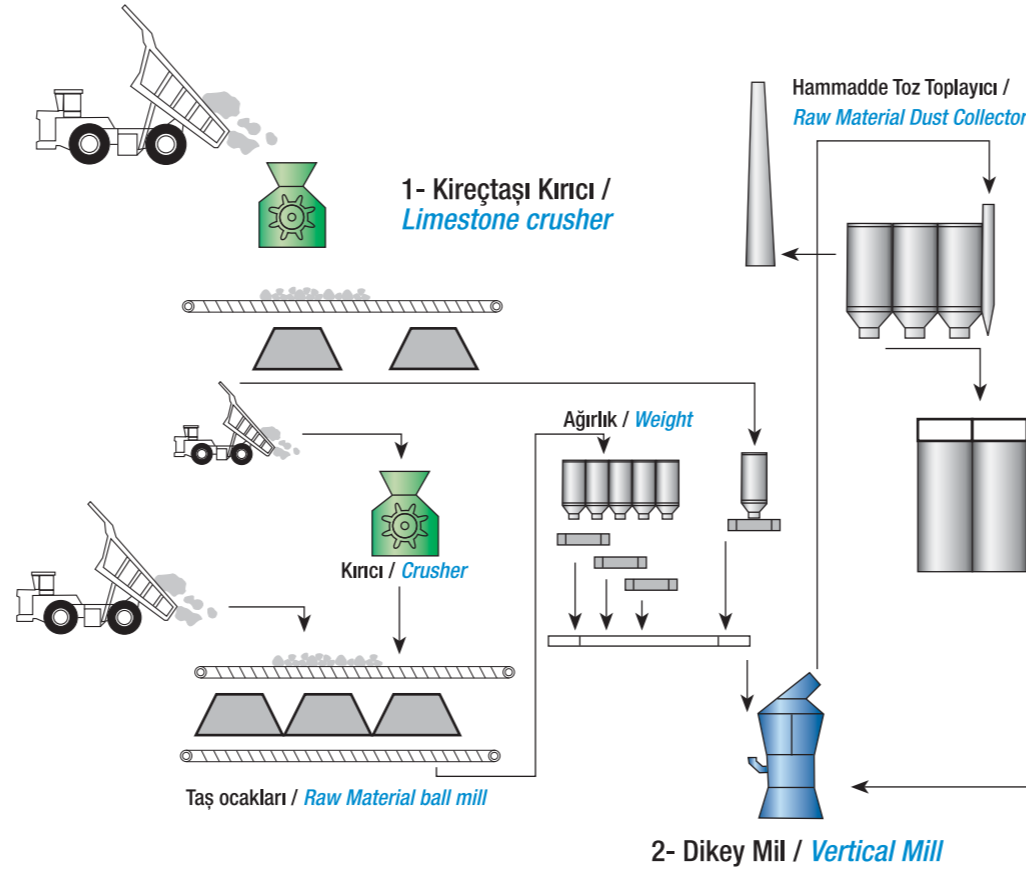 1- Kireçtaşı Kırıcı /
Limestone crusher
Hammadde Toz Toplayıcı /
Raw Material Dust Collector
Ağırlık / Weight
Kırıcı / Crusher
Taş ocakları / Raw Material ball mill
2- Dikey Mil / Vertical Mill